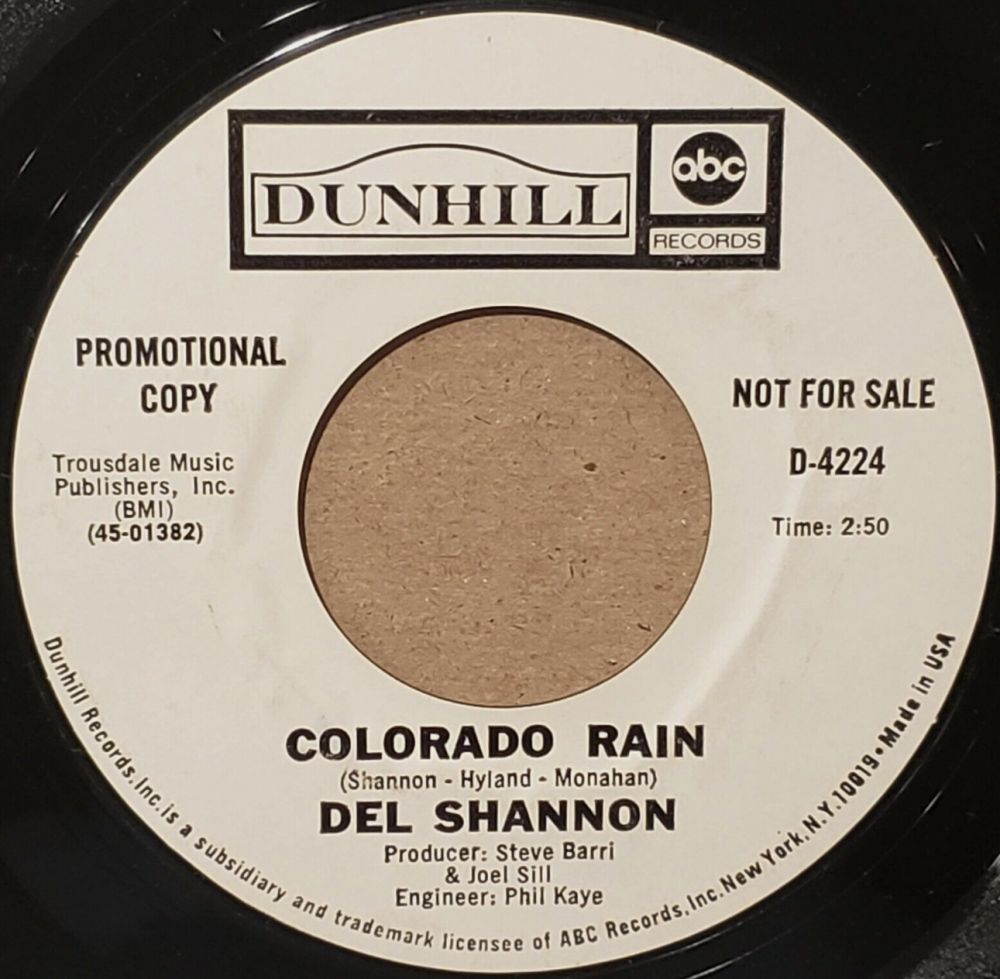 DUNHILL
abc
RECORDS
PROMOTIONAL
COPY
NOT FOR SALE
Trousdale Music
Publishers, Inc.
(BMI)
(45-01382)
D-4224
Time: 2:50
COLORADO RAIN
(Shannon - Hyland - Monahan)
DEL SHANNON
Producer: Steve Barri
& Joel Sill
Engineer: Phil Kaye
Dunhill Records, Inc. is a subsidiary and trademark licensee of ABC Records, Inc. New York, N.Y. 10019 • Made in USA